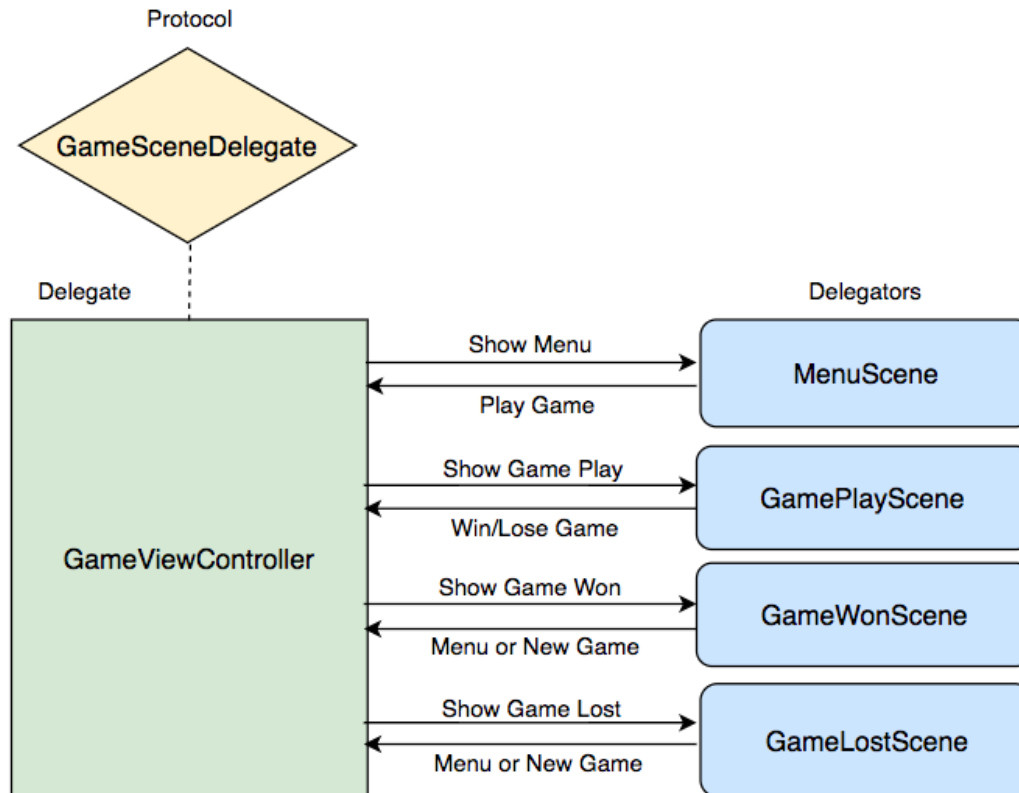 Protocol
GameSceneDelegate
Delegate
Delegators
Show Menu
MenuScene
Play Game
Show Game Play
GamePlayScene
Win/Lose Game
GameViewController
Show Game Won
GameWonScene
Menu or New Game
Show Game Lost
GameLostScene
Menu or New Game